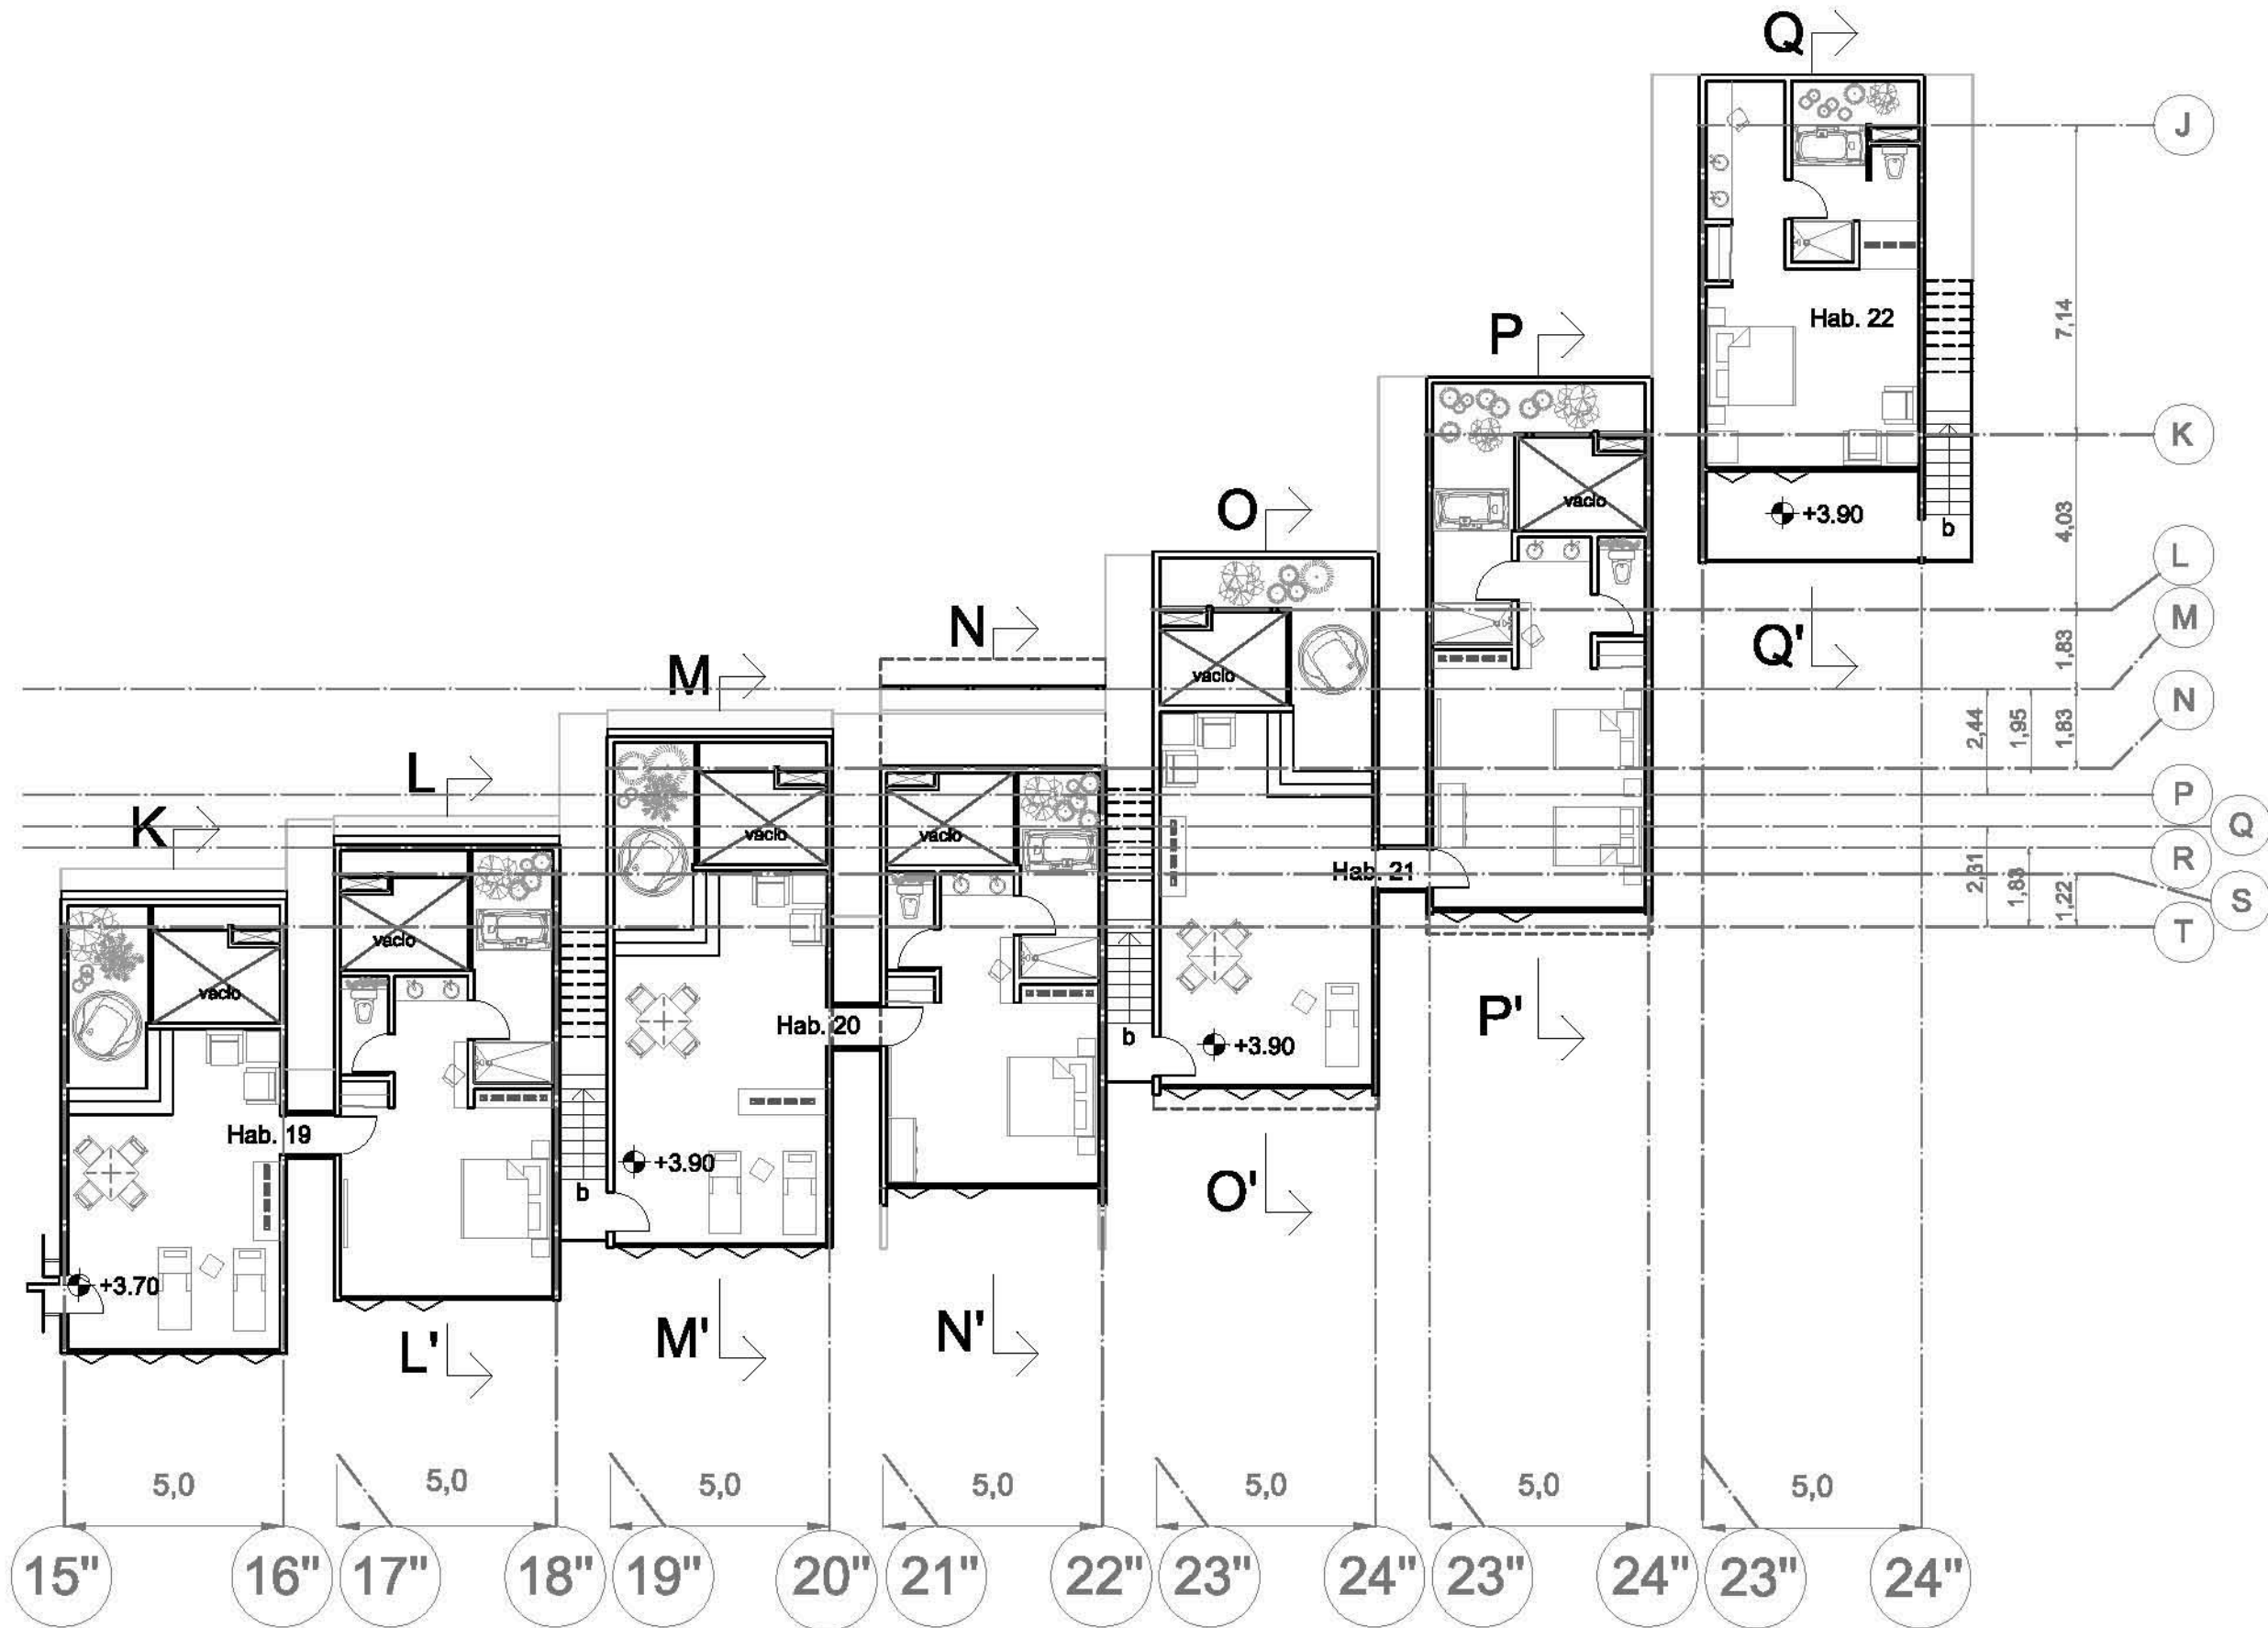 Q
J
Hab. 22
7,14
P
K
vacio
+3.90
b
4,03
O
L
N
M
Q'
1,83
M
vacio
N
2,44
1,95
1,83
L
P
K
vacio
vacio
Q
R
Hab. 21
2,31
1,83
1,22
S
T
vacio
vacio
P'
Hab. 20
b
+3.90
Hab. 19
+3.90
b
O'
+3.70
L'
M'
N'
5,0
5,0
5,0
5,0
5,0
5,0
5,0
15"
16"
17"
18"
19"
20"
21"
22"
23"
24"
23"
24"
23"
24"